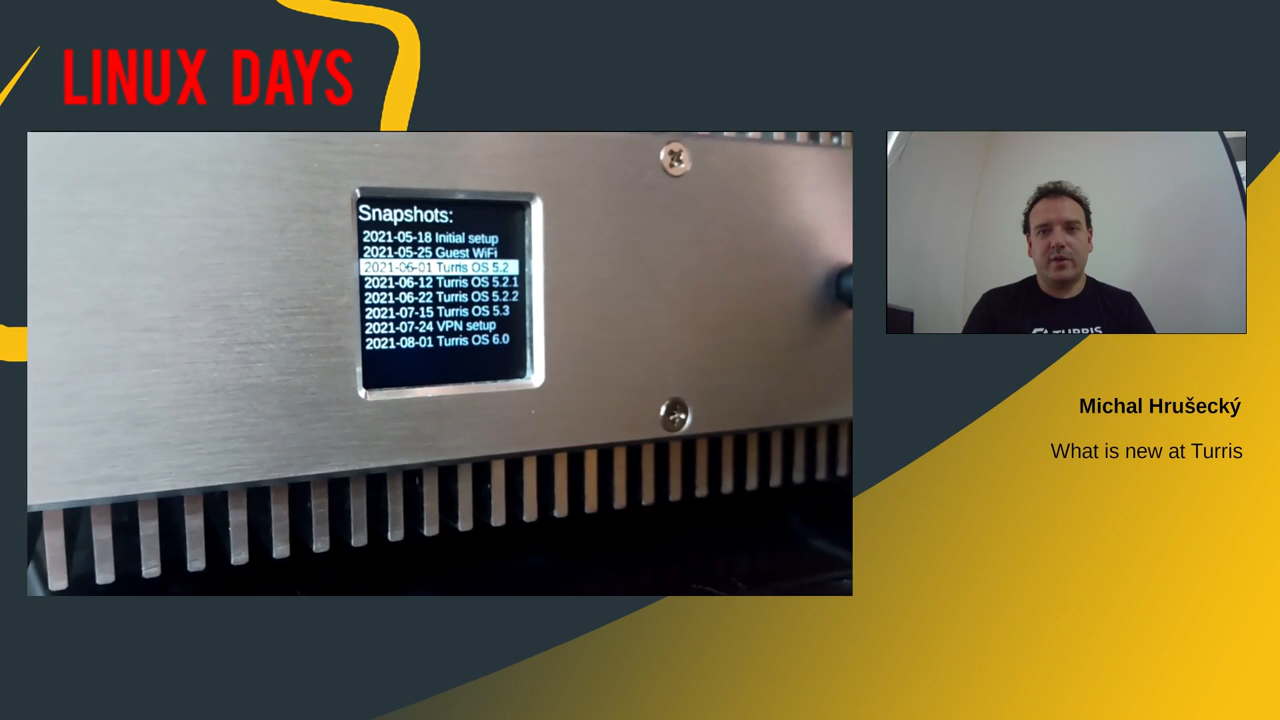 LINUX DAYS
Snapshots:
2021-05-18 Initial setup
2021-05-25 Guest WiFi
2021-06-01 Turris OS 5.2
2021-06-12 Turris OS 5.2.1
2021-06-22 Turris OS 5.2.2
2021-07-15 Turris OS 5.3
2021-07-24 VPN setup
2021-08-01 Turris OS 6.0
TURRIS
Michal Hrušecký
What is new at Turris